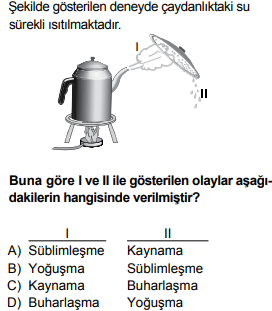 Şekilde gösterilen deneyde çaydanlıktaki su
sürekli ısıtılmaktadır.
I
II
Buna göre I ve II ile gösterilen olaylar aşağı-
dakilerin hangisinde verilmiştir?
I II
A) Süblimleşme Kaynama
B) Yoğuşma Süblimleşme
C) Kaynama Buharlaşma
D) Buharlaşma Yoğuşma